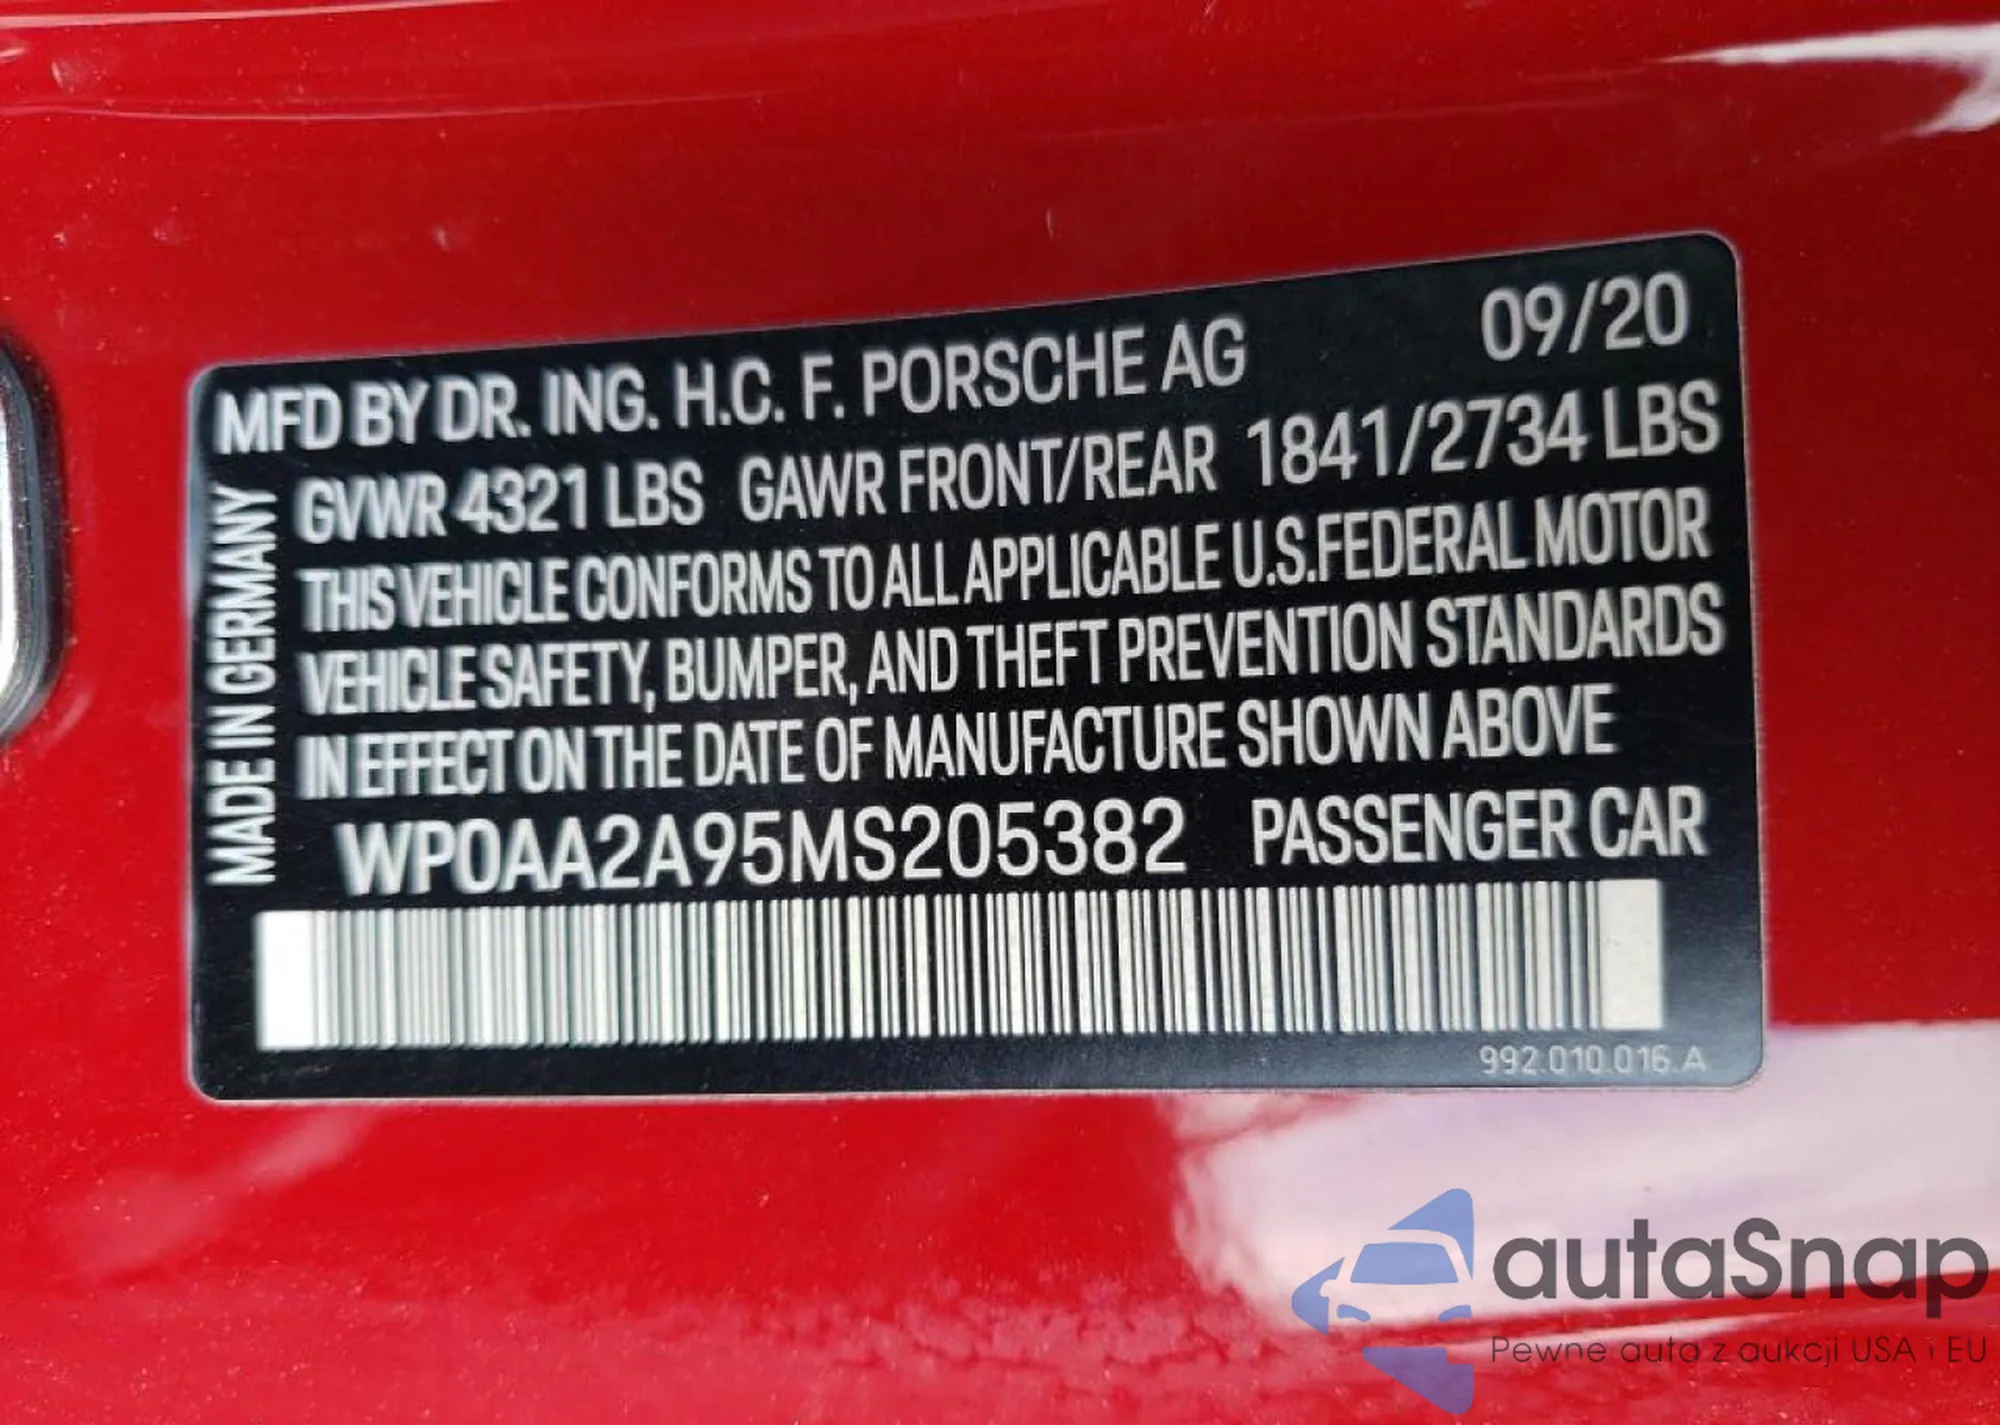 MFD BY DR. ING. H.C. F. PORSCHE AG 09/20
GVWR 4321 LBS GAWR FRONT/REAR 1841/2734 LBS
THIS VEHICLE CONFORMS TO ALL APPLICABLE U.S.FEDERAL MOTOR
VEHICLE SAFETY, BUMPER, AND THEFT PREVENTION STANDARDS
IN EFFECT ON THE DATE OF MANUFACTURE SHOWN ABOVE
WP0AA2A95MS205382 PASSENGER CAR
MADE IN GERMANY
992.010.016.A
autaSnap
Pewne auta z aukcji USA i EU